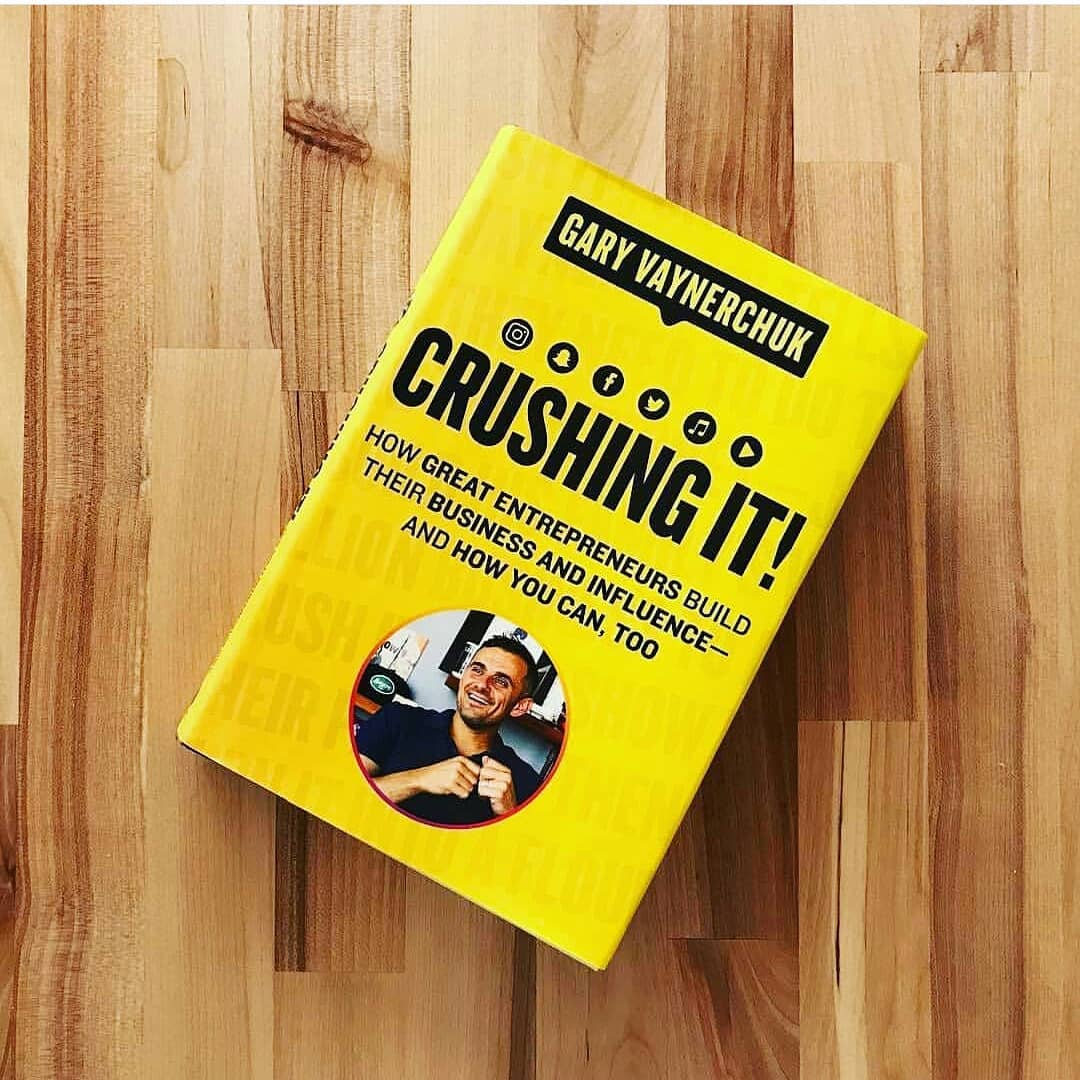 GARY VAYNERCHUK
CRUSHING IT!
HOW GREAT ENTREPRENEURS BUILD
THEIR BUSINESS AND INFLUENCE—
AND HOW YOU CAN, TOO